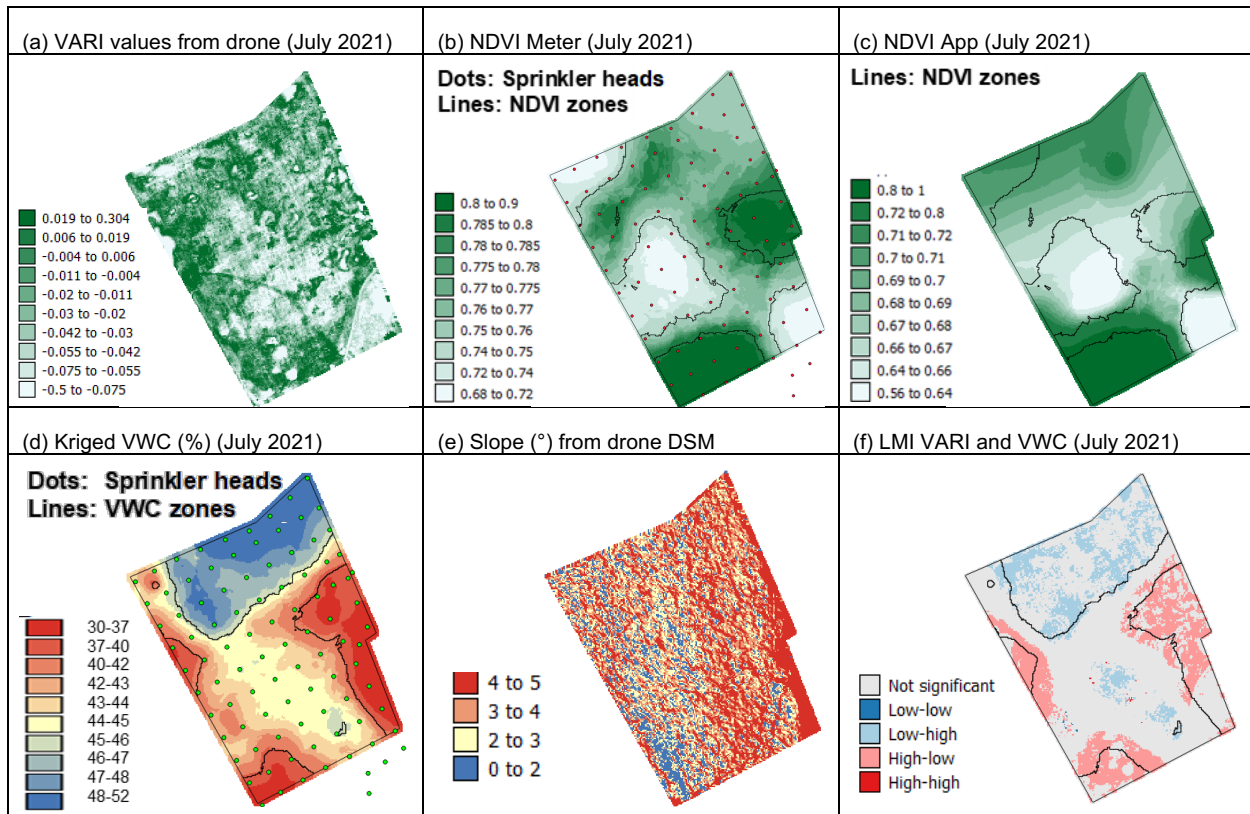 (a) VARI values from drone (July 2021)
0.019 to 0.304
0.006 to 0.019
-0.004 to 0.006
-0.011 to -0.004
-0.02 to -0.011
-0.03 to -0.02
-0.042 to -0.03
-0.055 to -0.042
-0.075 to -0.055
-0.5 to -0.075
(b) NDVI Meter (July 2021)
Dots: Sprinkler heads
Lines: NDVI zones
0.8 to 0.9
0.785 to 0.8
0.78 to 0.785
0.775 to 0.78
0.77 to 0.775
0.76 to 0.77
0.75 to 0.76
0.74 to 0.75
0.72 to 0.74
0.68 to 0.72
(c) NDVI App (July 2021)
Lines: NDVI zones
0.8 to 1
0.72 to 0.8
0.71 to 0.72
0.7 to 0.71
0.69 to 0.7
0.68 to 0.69
0.67 to 0.68
0.66 to 0.67
0.64 to 0.66
0.56 to 0.64
(d) Kriged VWC (%) (July 2021)
Dots: Sprinkler heads
Lines: VWC zones
30-37
37-40
40-42
42-43
43-44
44-45
45-46
46-47
47-48
48-52
(e) Slope (°) from drone DSM
4 to 5
3 to 4
2 to 3
0 to 2
(f) LMI VARI and VWC (July 2021)
Not significant
Low-low
Low-high
High-low
High-high